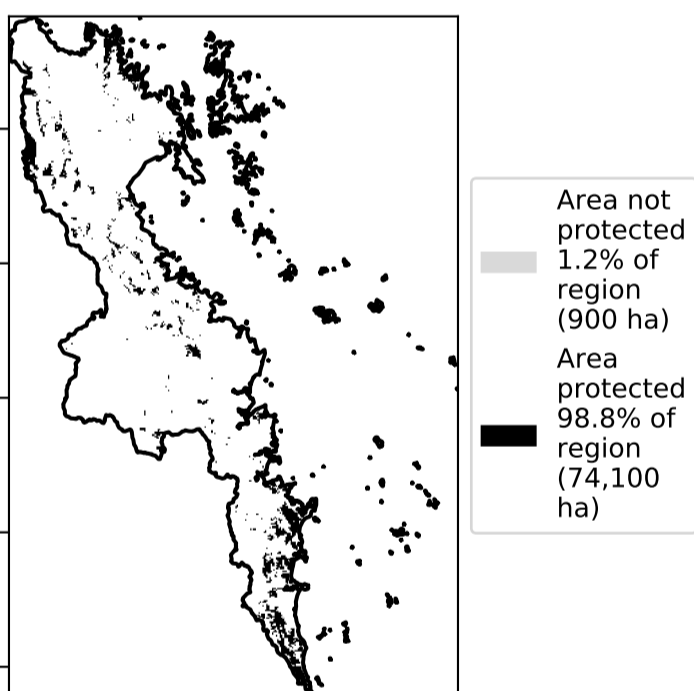 Area not
protected
1.2% of
region
(900 ha)
Area
protected
98.8% of
region
(74,100
ha)